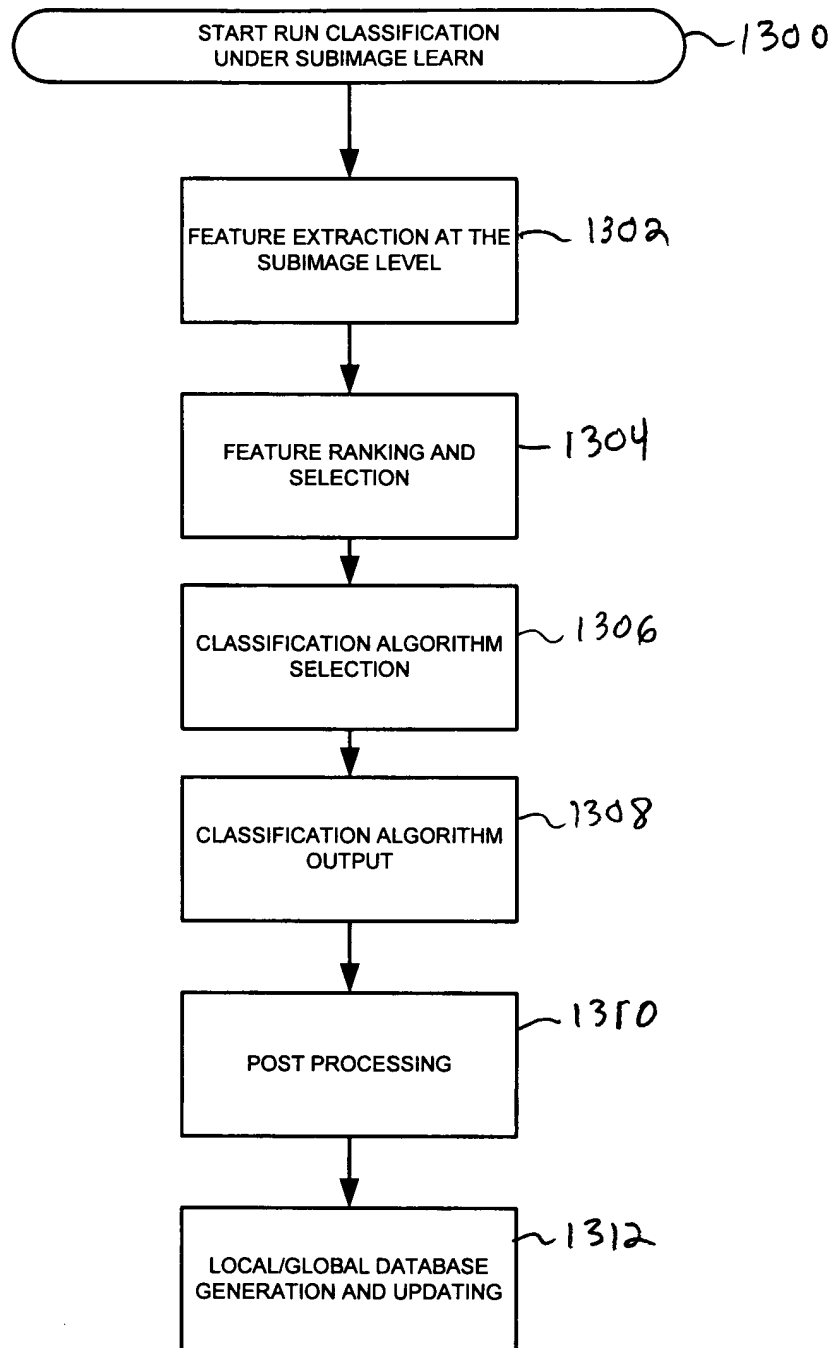 START RUN CLASSIFICATION
UNDER SUBIMAGE LEARN
1300
FEATURE EXTRACTION AT THE
SUBIMAGE LEVEL
1302
FEATURE RANKING AND
SELECTION
1304
CLASSIFICATION ALGORITHM
SELECTION
1306
CLASSIFICATION ALGORITHM
OUTPUT
1308
POST PROCESSING
1310
LOCAL/GLOBAL DATABASE
GENERATION AND UPDATING
1312